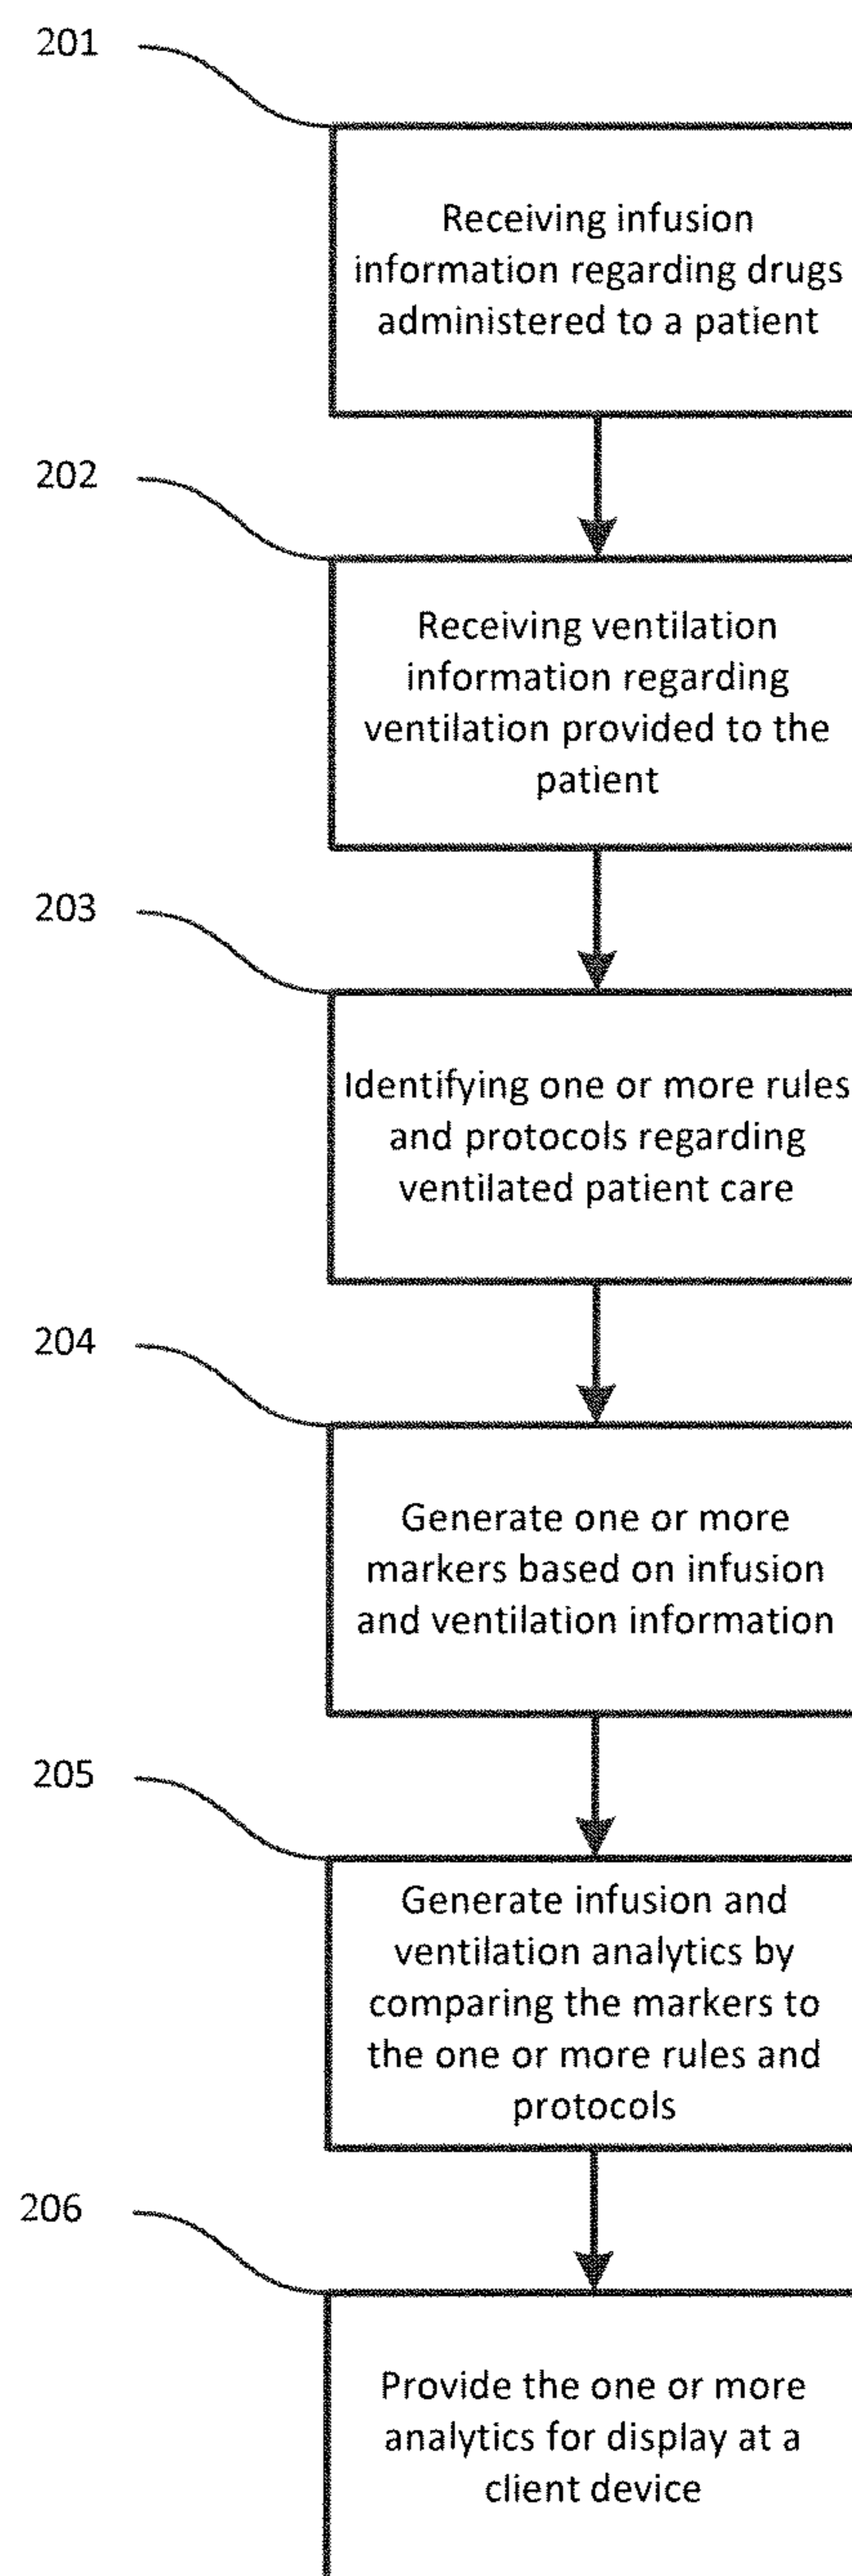 201
Receiving infusion
information regarding drugs
administered to a patient
202
Receiving ventilation
information regarding
ventilation provided to the
patient
203
Identifying one or more rules
and protocols regarding
ventilated patient care
204
Generate one or more
markers based on infusion
and ventilation information
205
Generate infusion and
ventilation analytics by
comparing the markers to
the one or more rules and
protocols
206
Provide the one or more
analytics for display at a
client device